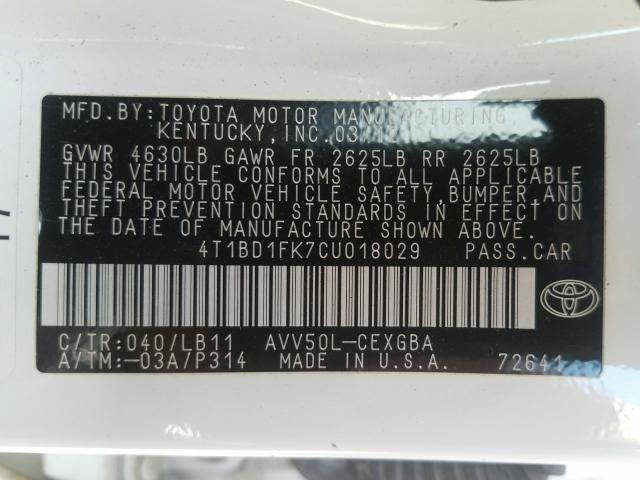 MFD.BY:TOYOTA MOTOR MANUFACTURING,
KENTUCKY,INC.03/12
GVWR 4630LB GAWR FR 2625LB RR 2625LB
THIS VEHICLE CONFORMS TO ALL APPLICABLE
FEDERAL MOTOR VEHICLE SAFETY,BUMPER,AND
THEFT PREVENTION STANDARDS IN EFFECT ON
THE DATE OF MANUFACTURE SHOWN ABOVE.
4T1BD1FK7CU018029 PASS.CAR
C/TR:040/LB11 AVV50L-CEXGBA
A/TM:-03A/P314 MADE IN U.S.A. 72641